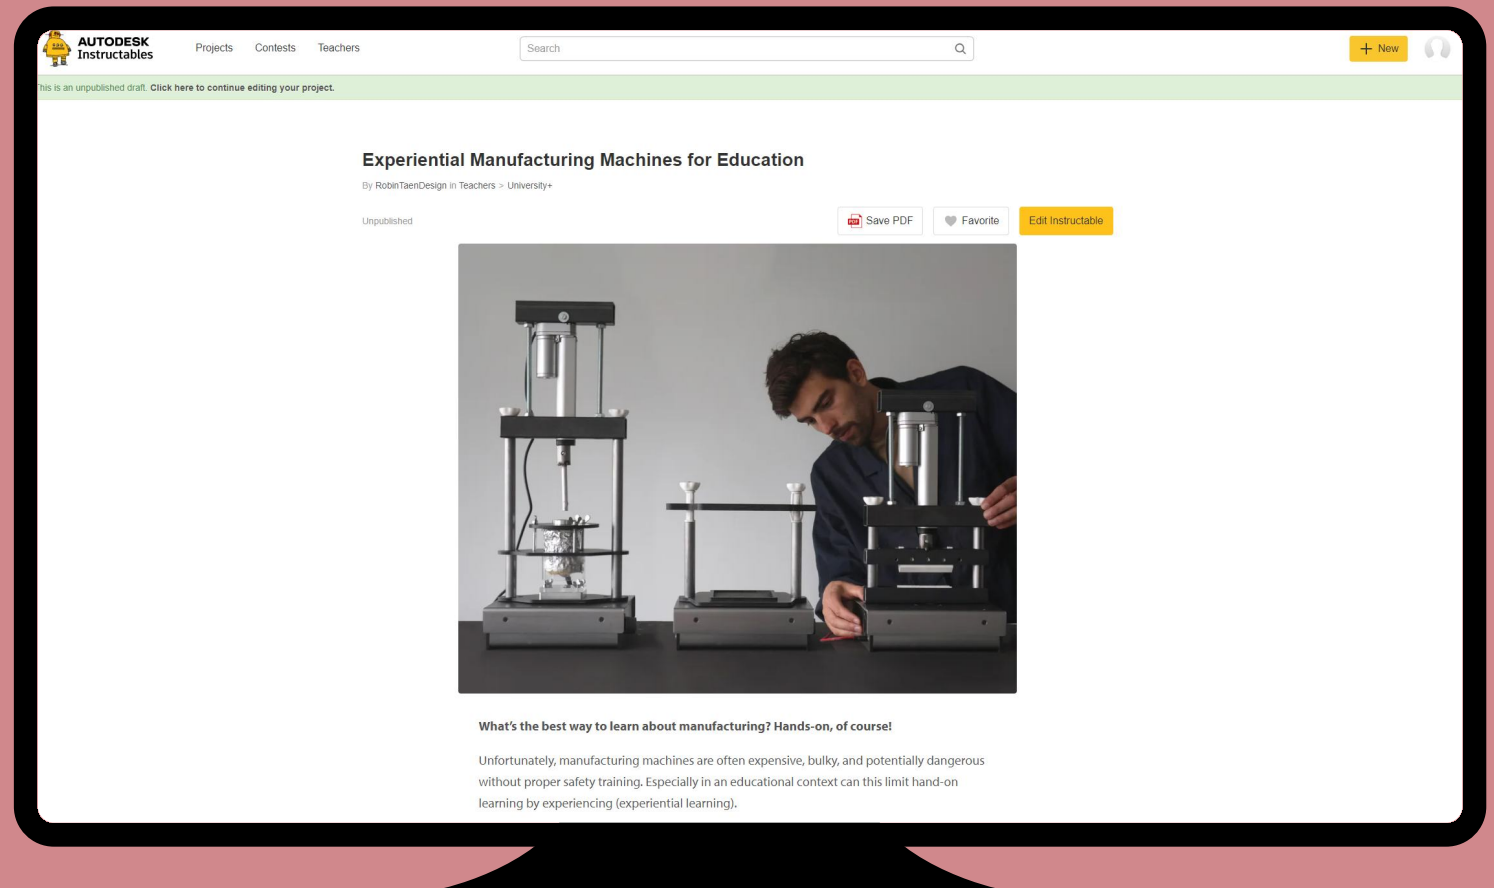 AUTODESK
Instructables
Projects
Contests
Teachers
Search
+ New
This is an unpublished draft. Click here to continue editing your project.
Experiential Manufacturing Machines for Education
By RobinTaenDesign in Teachers > University+
Unpublished
PDF
Save PDF
Favorite
Edit Instructable
What's the best way to learn about manufacturing? Hands-on, of course!
Unfortunately, manufacturing machines are often expensive, bulky, and potentially dangerous
without proper safety training. Especially in an educational context can this limit hand-on
learning by experiencing (experiential learning).